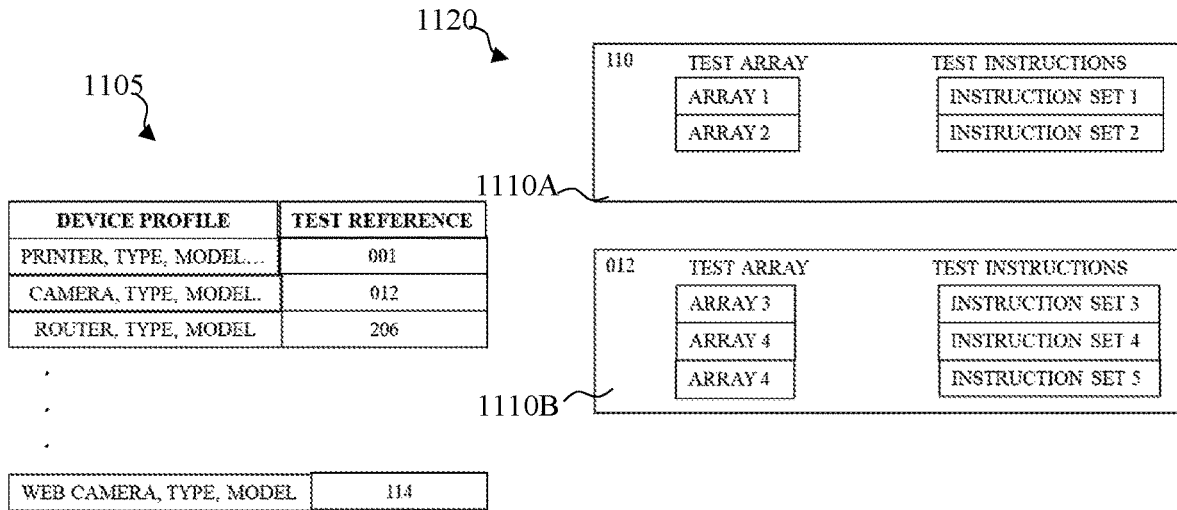 1120
1105
110 TEST ARRAY TEST INSTRUCTIONS
ARRAY 1 INSTRUCTION SET 1
ARRAY 2 INSTRUCTION SET 2
1110A
DEVICE PROFILE TEST REFERENCE
PRINTER, TYPE, MODEL... 001
CAMERA, TYPE, MODEL. 012
ROUTER, TYPE, MODEL 206
012 TEST ARRAY TEST INSTRUCTIONS
ARRAY 3 INSTRUCTION SET 3
ARRAY 4 INSTRUCTION SET 4
ARRAY 4 INSTRUCTION SET 5
1110B
WEB CAMERA, TYPE, MODEL 114